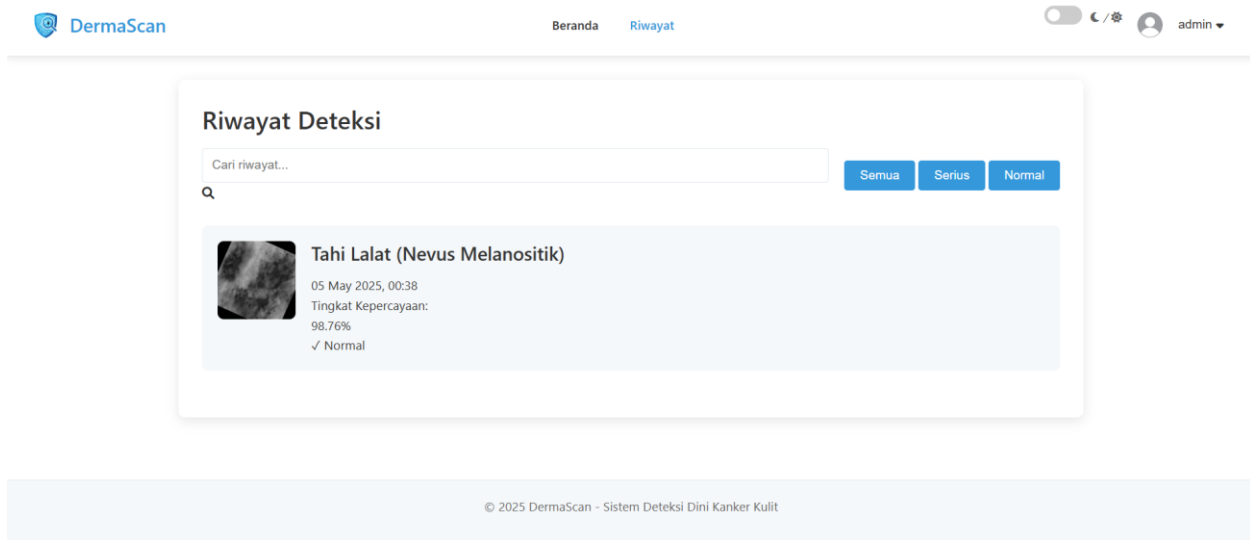 DermaScan
Beranda Riwayat
/
admin
Riwayat Deteksi
Cari riwayat...
Semua Serius Normal
Tahi Lalat (Nevus Melanositik)
05 May 2025, 00:38
Tingkat Kepercayaan:
98.76%
✓ Normal
© 2025 DermaScan - Sistem Deteksi Dini Kanker Kulit